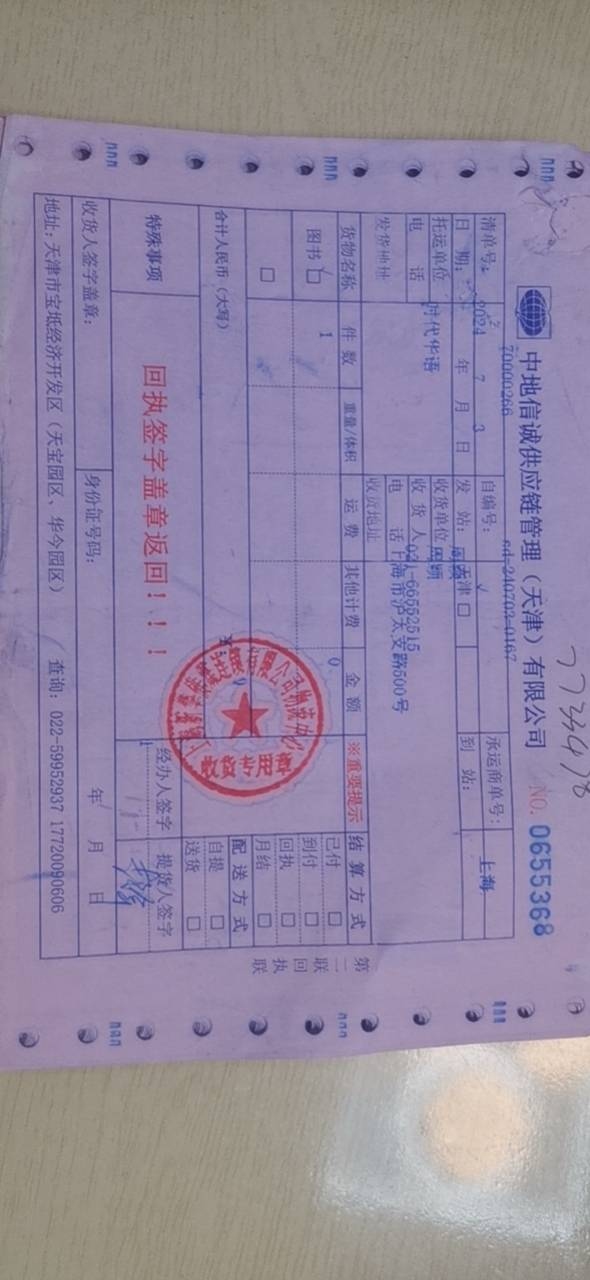 7733478
中地信诚供应链管理（天津）有限公司
NO. 0655368
清单号: 70000266 自编号: cd-240703-0167 承运商单号:
日 期: 2024 年 7 月 3 日 发 站: 天津 到 站: 上海
托运单位 时代华语 收货单位
电 话 收 货 人 周颖
电 话 021-66552515
发货地址 收货地址 上海市沪太支路500号
货物名称 件 数 重量/体积 运 费 其他计费 金 额 ※重要提示 结 算 方 式
图书 1 0 已付
到付
回执
月结
合计人民币（大写） 0 配 送 方 式
自提
送货
特殊事项 回执签字盖章返回！！！ 经办人签字 提货人签字
收货专用章
收货人签字盖章: 身份证号码: 年 月 日
地址: 天津市宝坻经济开发区（天宝园区、华今园区） 查询: 022-59952937 17720090606
第二联 回执联